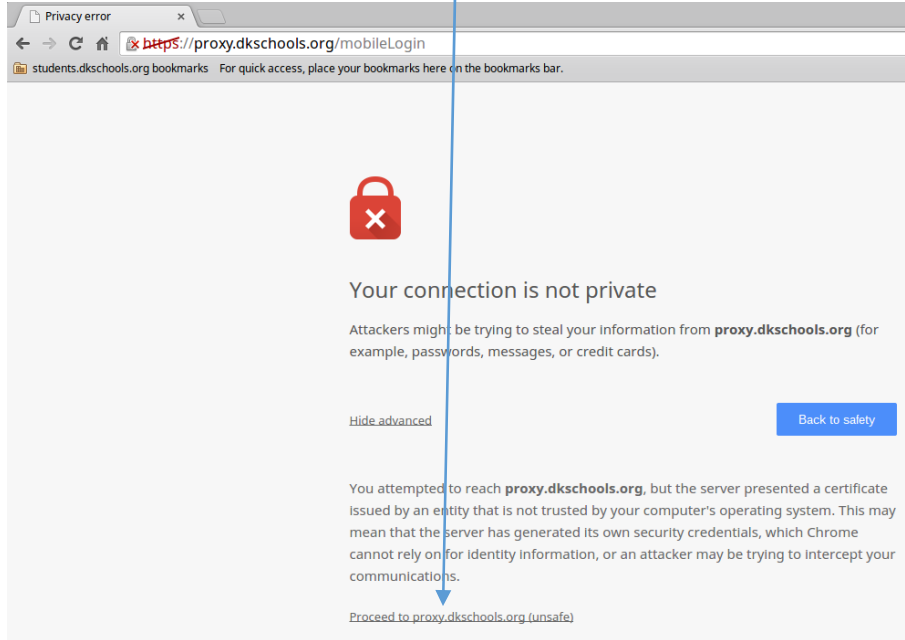 Privacy error
https://proxy.dkschools.org/mobileLogin
students.dkschools.org bookmarks For quick access, place your bookmarks here on the bookmarks bar.
Your connection is not private
Attackers might be trying to steal your information from proxy.dkschools.org (for
example, passwords, messages, or credit cards).
Hide advanced
Back to safety
You attempted to reach proxy.dkschools.org, but the server presented a certificate
issued by an entity that is not trusted by your computer's operating system. This may
mean that the server has generated its own security credentials, which Chrome
cannot rely on for identity information, or an attacker may be trying to intercept your
communications.
Proceed to proxy.dkschools.org (unsafe)